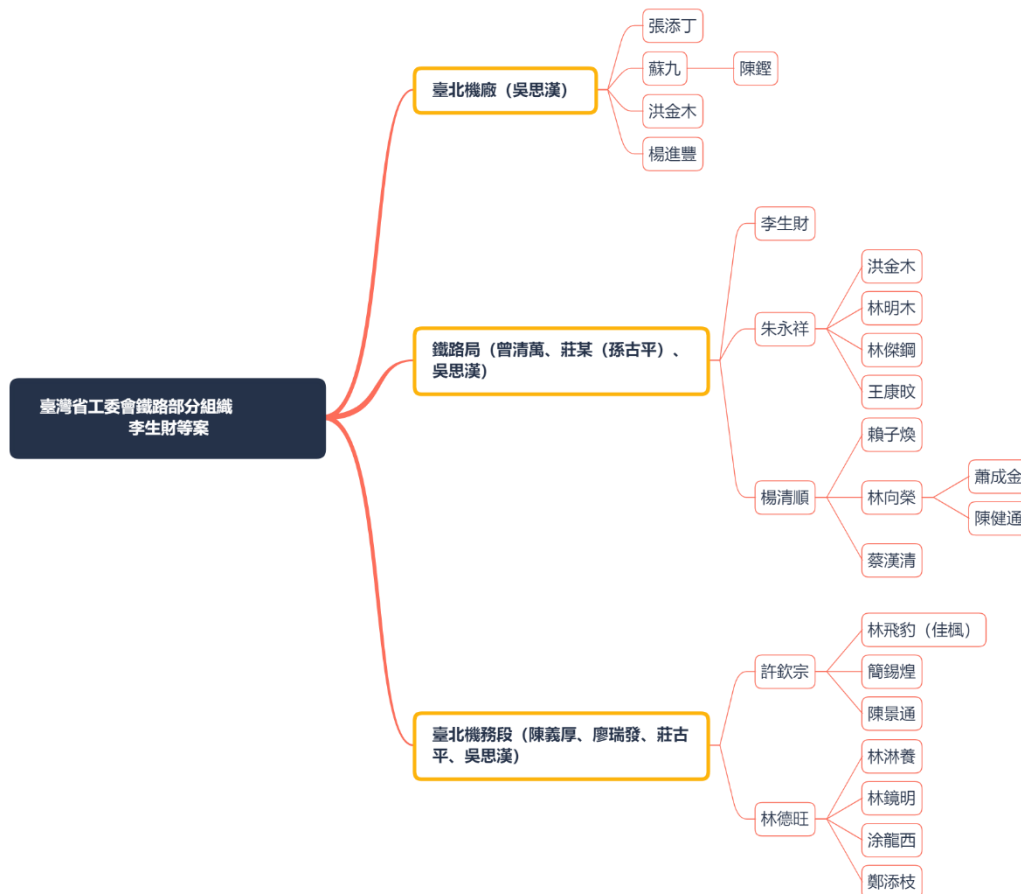 臺灣省工委會鐵路部分組織
李生財等案
臺北機廠（吳思漢）
張添丁
蘇九
陳鏗
洪金木
楊進豐
鐵路局（曾清萬、莊某（孫古平）、
吳思漢）
李生財
朱永祥
洪金木
林明木
林傑鋼
王康旼
楊清順
賴子煥
林向榮
蕭成金
陳健通
蔡漢清
臺北機務段（陳義厚、廖瑞發、莊古
平、吳思漢）
許欽宗
林飛豹（佳楓）
簡錫煌
陳景通
林德旺
林淋養
林鏡明
涂龍西
鄭添枝